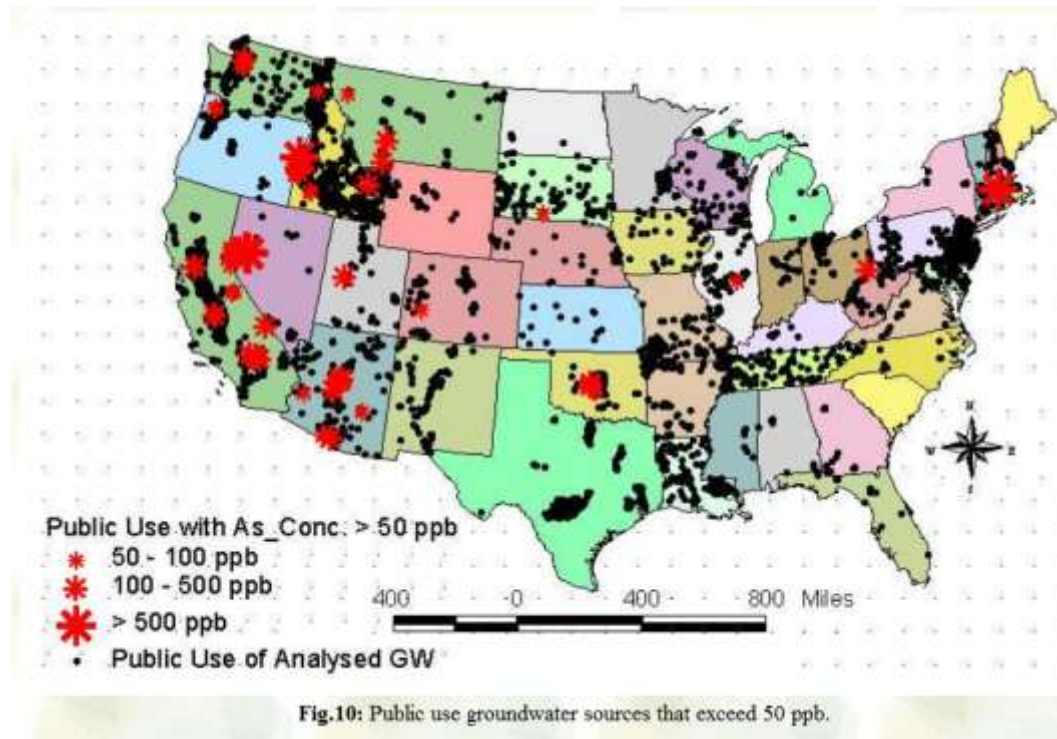 N
W E
S
Public Use with As_Conc. > 50 ppb
50 - 100 ppb
100 - 500 ppb
> 500 ppb
Public Use of Analysed GW
400 0 400 800 Miles
Fig.10: Public use groundwater sources that exceed 50 ppb.